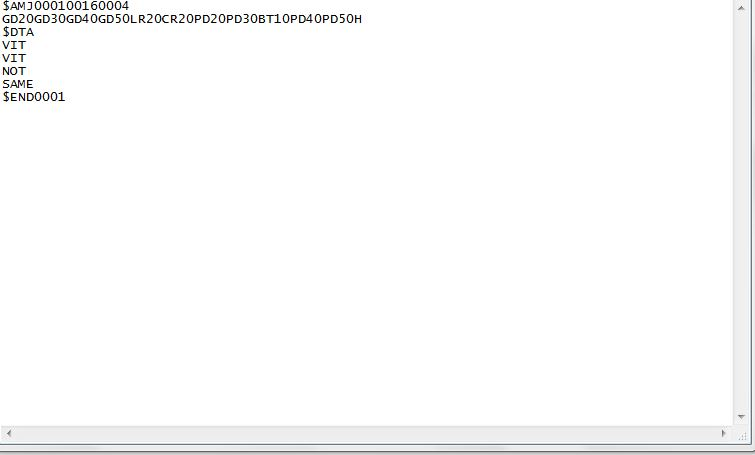 $AMJ000100160004
GD20GD30GD40GD50LR20CR20PD20PD30BT10PD40PD50H
$DTA
VIT
VIT
NOT
SAME
$END0001